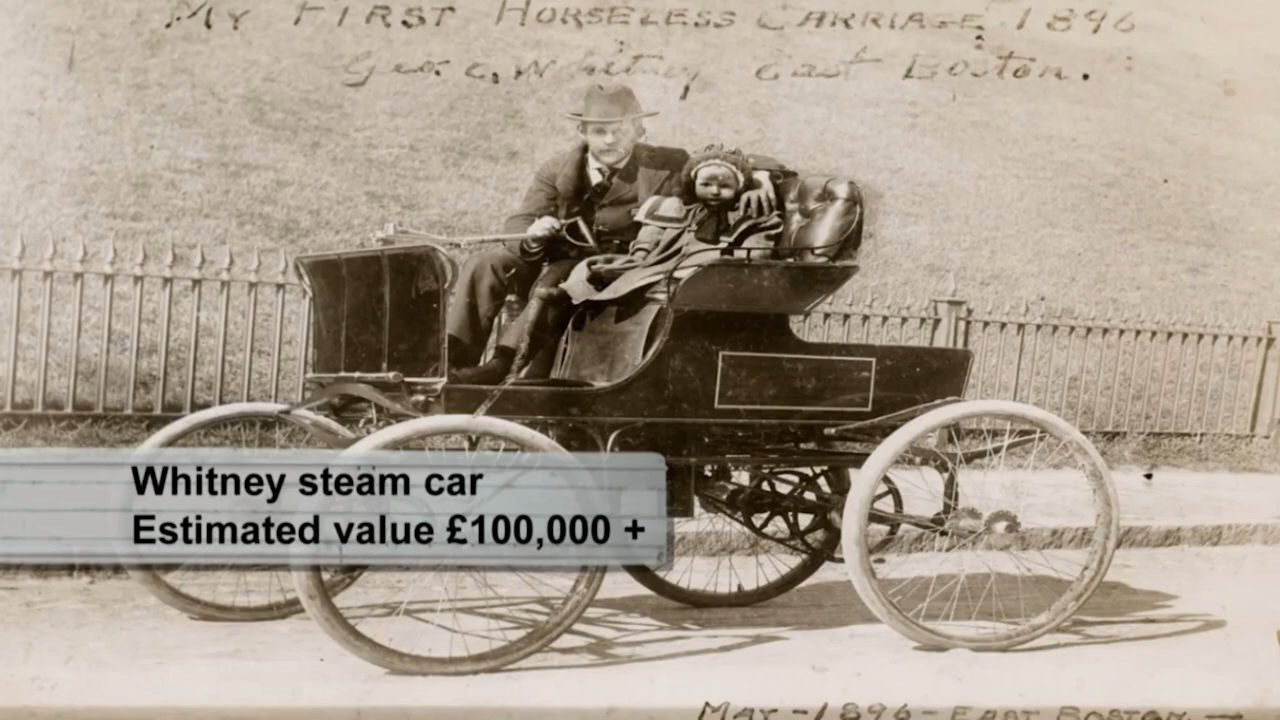 MY FIRST HORSELESS CARRIAGE 1896
Geo. C. Whitney East Boston.
Whitney steam car
Estimated value £100,000 +
MAY - 1896 - EAST BOSTON -